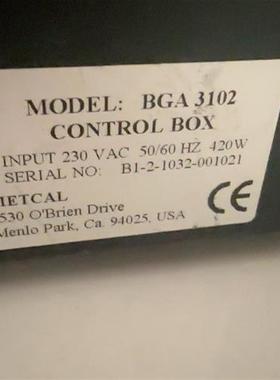 MODEL: BGA 3102
CONTROL BOX
INPUT 230 VAC 50/60 HZ 420W
SERIAL NO: B1-2-1032-001021
IETCAL
530 O'Brien Drive
Menlo Park, Ca. 94025, USA
CE